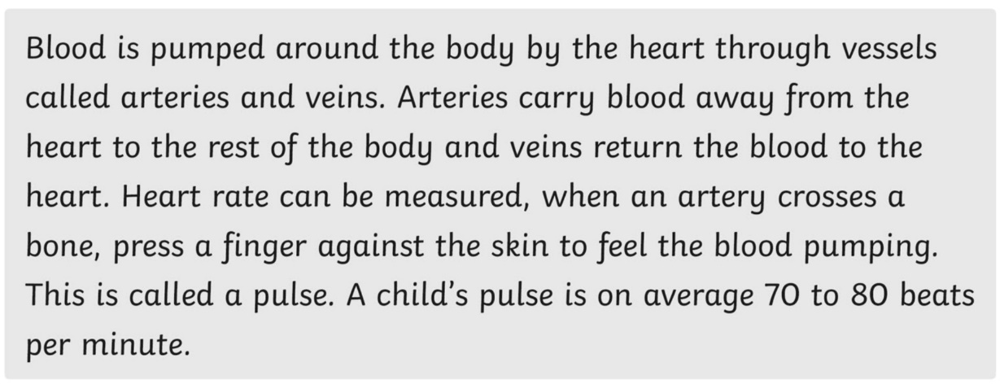 Blood is pumped around the body by the heart through vessels
called arteries and veins. Arteries carry blood away from the
heart to the rest of the body and veins return the blood to the
heart. Heart rate can be measured, when an artery crosses a
bone, press a finger against the skin to feel the blood pumping.
This is called a pulse. A child’s pulse is on average 70 to 80 beats
per minute.